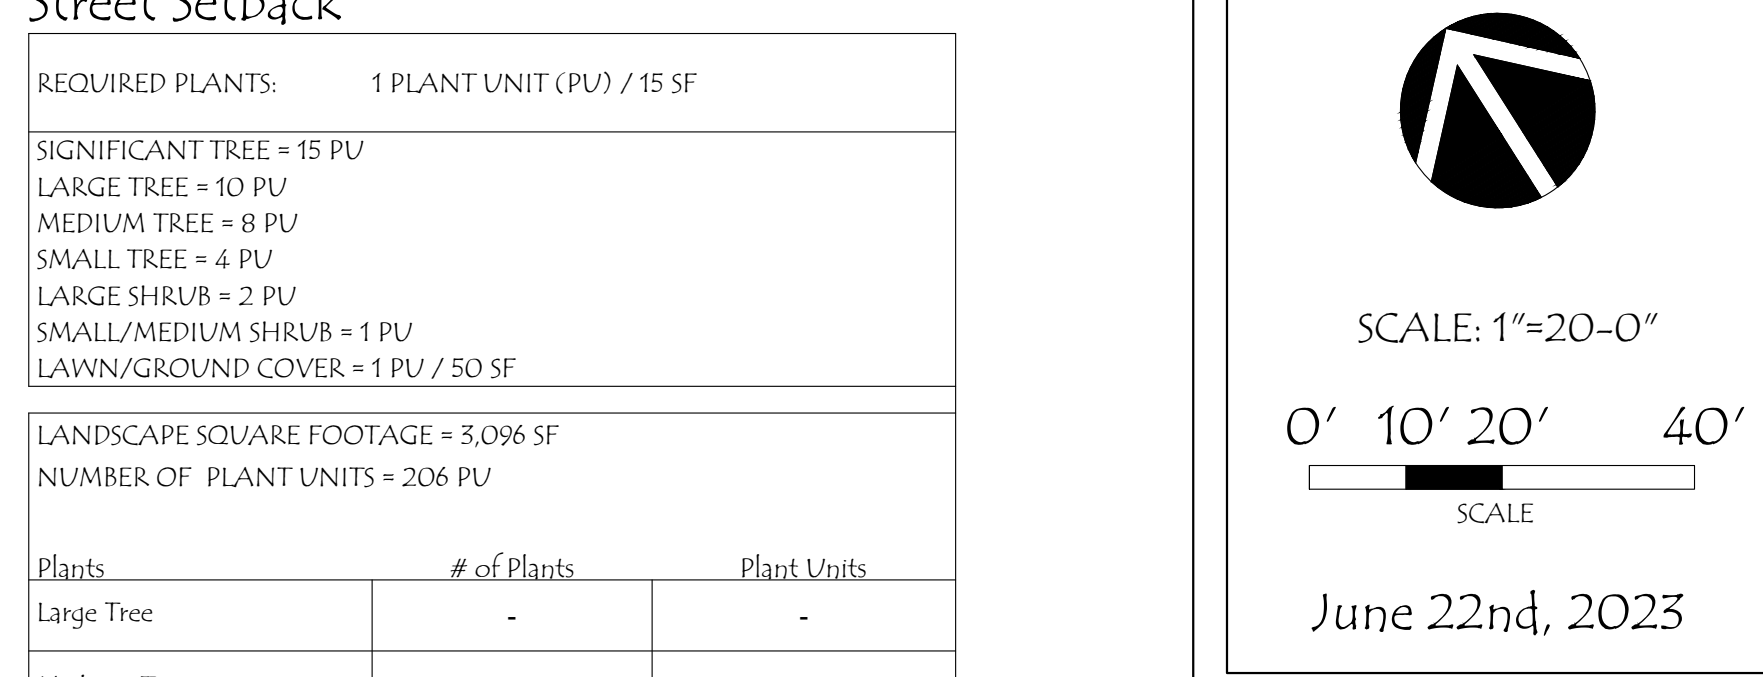 Street Setback
REQUIRED PLANTS: 1 PLANT UNIT (PU) / 15 SF
SIGNIFICANT TREE = 15 PU
LARGE TREE = 10 PU
MEDIUM TREE = 8 PU
SMALL TREE = 4 PU
LARGE SHRUB = 2 PU
SMALL/MEDIUM SHRUB = 1 PU
LAWN/GROUND COVER = 1 PU / 50 SF
LANDSCAPE SQUARE FOOTAGE = 3,096 SF
NUMBER OF PLANT UNITS = 206 PU
Plants # of Plants Plant Units
Large Tree - -
SCALE: 1"=20-0"
0' 10' 20' 40'
SCALE
June 22nd, 2023